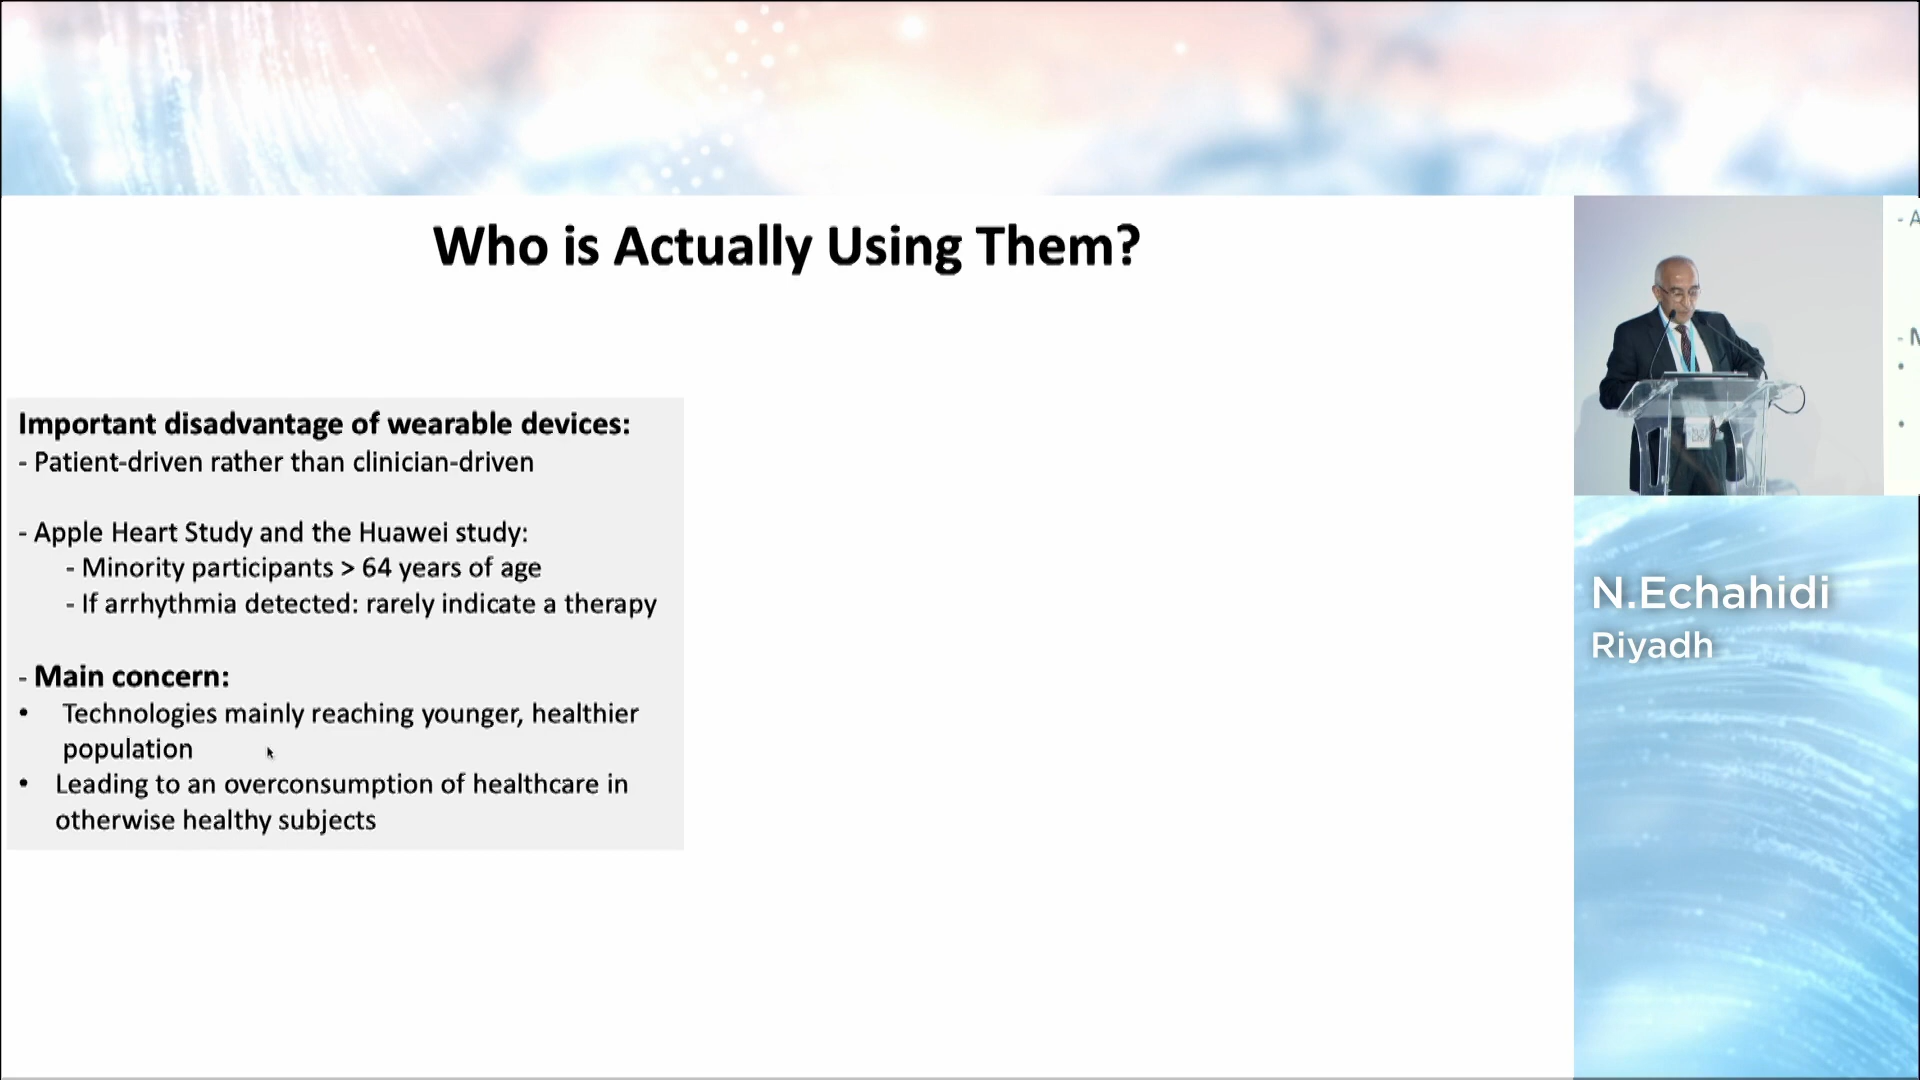 Who is Actually Using Them?
Important disadvantage of wearable devices:
- Patient-driven rather than clinician-driven
- Apple Heart Study and the Huawei study:
- Minority participants > 64 years of age
- If arrhythmia detected: rarely indicate a therapy
- Main concern:
• Technologies mainly reaching younger, healthier
population
• Leading to an overconsumption of healthcare in
otherwise healthy subjects
- A
- M
•
•
N.Echahidi
Riyadh